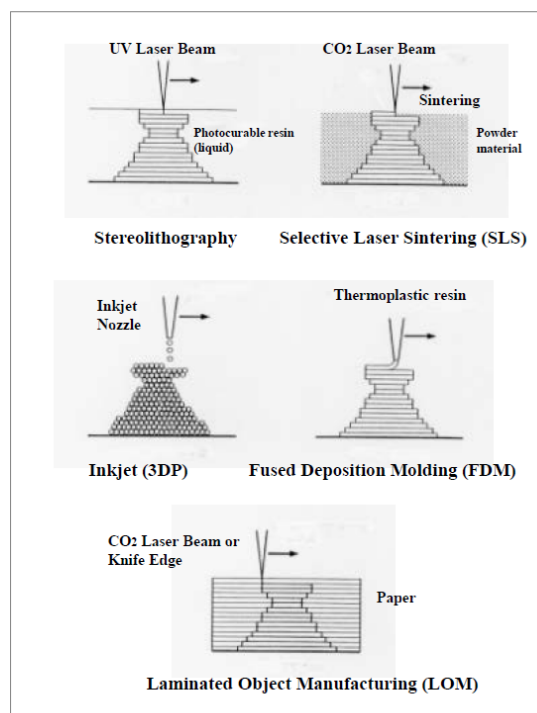 UV Laser Beam
CO2 Laser Beam
Sintering
Photocurable resin
(liquid)
Powder
material
Stereolithography
Selective Laser Sintering (SLS)
Inkjet
Nozzle
Thermoplastic resin
Inkjet (3DP)
Fused Deposition Molding (FDM)
CO2 Laser Beam or
Knife Edge
Paper
Laminated Object Manufacturing (LOM)